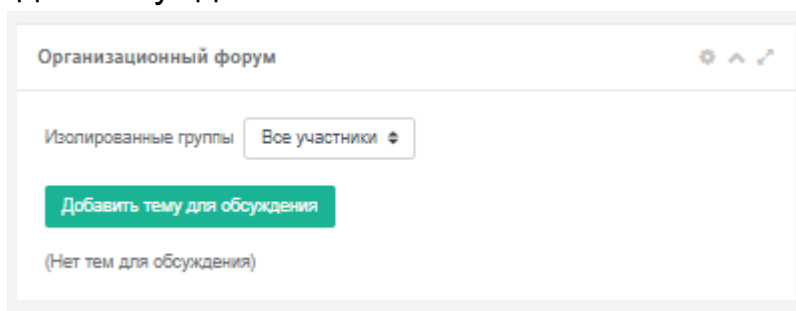 Организационный форум
Изолированные группы Все участники
Добавить тему для обсуждения
(Нет тем для обсуждения)